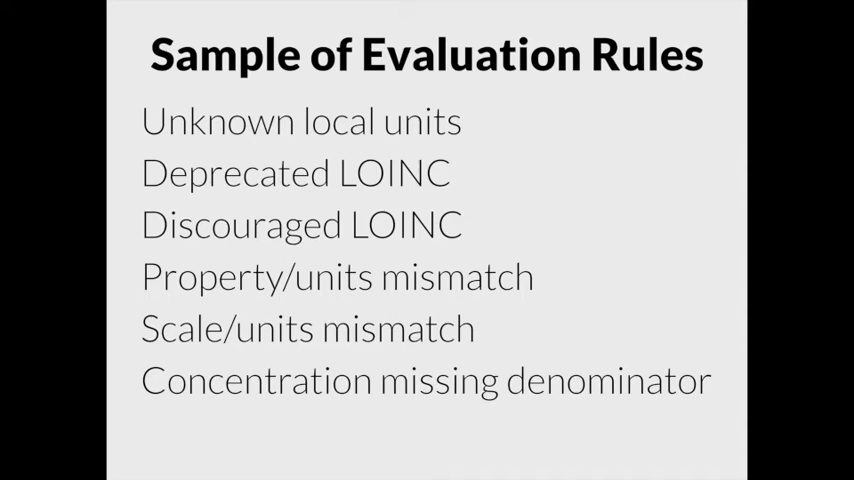 Sample of Evaluation Rules
Unknown local units
Deprecated LOINC
Discouraged LOINC
Property/units mismatch
Scale/units mismatch
Concentration missing denominator